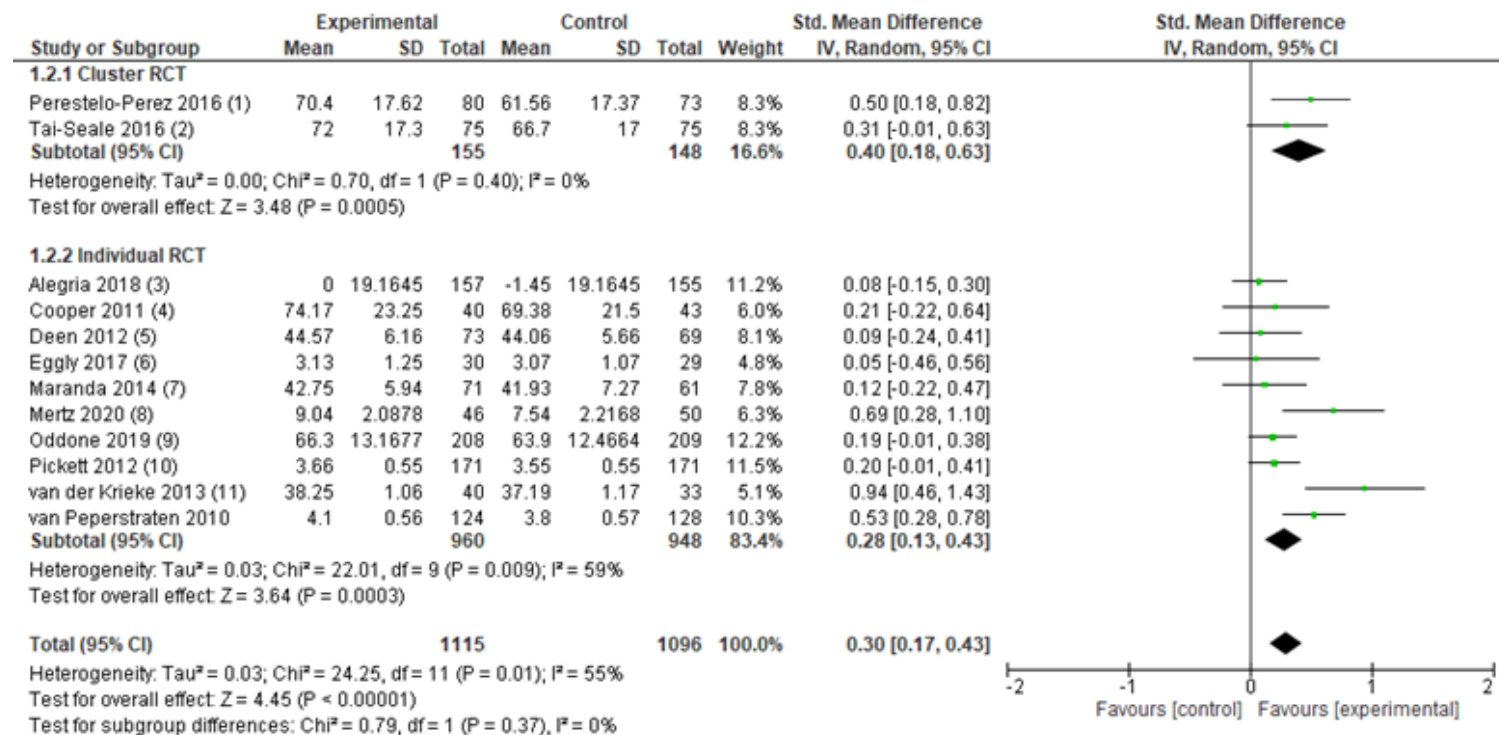 Experimental Control Std. Mean Difference Std. Mean Difference
Study or Subgroup Mean SD Total Mean SD Total Weight IV, Random, 95% CI IV, Random, 95% CI
1.2.1 Cluster RCT
Perestelo-Perez 2016 (1) 70.4 17.62 80 61.56 17.37 73 8.3% 0.50 [0.18, 0.82]
Tai-Seale 2016 (2) 72 17.3 75 66.7 17 75 8.3% 0.31 [-0.01, 0.63]
Subtotal (95% CI) 155 148 16.6% 0.40 [0.18, 0.63]
Heterogeneity: Tau² = 0.00; Chi² = 0.70, df = 1 (P = 0.40); I² = 0%
Test for overall effect: Z = 3.48 (P = 0.0005)
1.2.2 Individual RCT
Alegria 2018 (3) 0 19.1645 157 -1.45 19.1645 155 11.2% 0.08 [-0.15, 0.30]
Cooper 2011 (4) 74.17 23.25 40 69.38 21.5 43 6.0% 0.21 [-0.22, 0.64]
Deen 2012 (5) 44.57 6.16 73 44.06 5.66 69 8.1% 0.09 [-0.24, 0.41]
Eggly 2017 (6) 3.13 1.25 30 3.07 1.07 29 4.8% 0.05 [-0.46, 0.56]
Maranda 2014 (7) 42.75 5.94 71 41.93 7.27 61 7.8% 0.12 [-0.22, 0.47]
Mertz 2020 (8) 9.04 2.0878 46 7.54 2.2168 50 6.3% 0.69 [0.28, 1.10]
Oddone 2019 (9) 66.3 13.1677 208 63.9 12.4664 209 12.2% 0.19 [-0.01, 0.38]
Pickett 2012 (10) 3.66 0.55 171 3.55 0.55 171 11.5% 0.20 [-0.01, 0.41]
van der Krieke 2013 (11) 38.25 1.06 40 37.19 1.17 33 5.1% 0.94 [0.46, 1.43]
van Peperstraten 2010 4.1 0.56 124 3.8 0.57 128 10.3% 0.53 [0.28, 0.78]
Subtotal (95% CI) 960 948 83.4% 0.28 [0.13, 0.43]
Heterogeneity: Tau² = 0.03; Chi² = 22.01, df = 9 (P = 0.009); I² = 59%
Test for overall effect: Z = 3.64 (P = 0.0003)
Total (95% CI) 1115 1096 100.0% 0.30 [0.17, 0.43]
Heterogeneity: Tau² = 0.03; Chi² = 24.25, df = 11 (P = 0.01); I² = 55%
Test for overall effect: Z = 4.45 (P < 0.00001)
Test for subgroup differences: Chi² = 0.79, df = 1 (P = 0.37), I² = 0%
-2 -1 0 1 2
Favours [control] Favours [experimental]